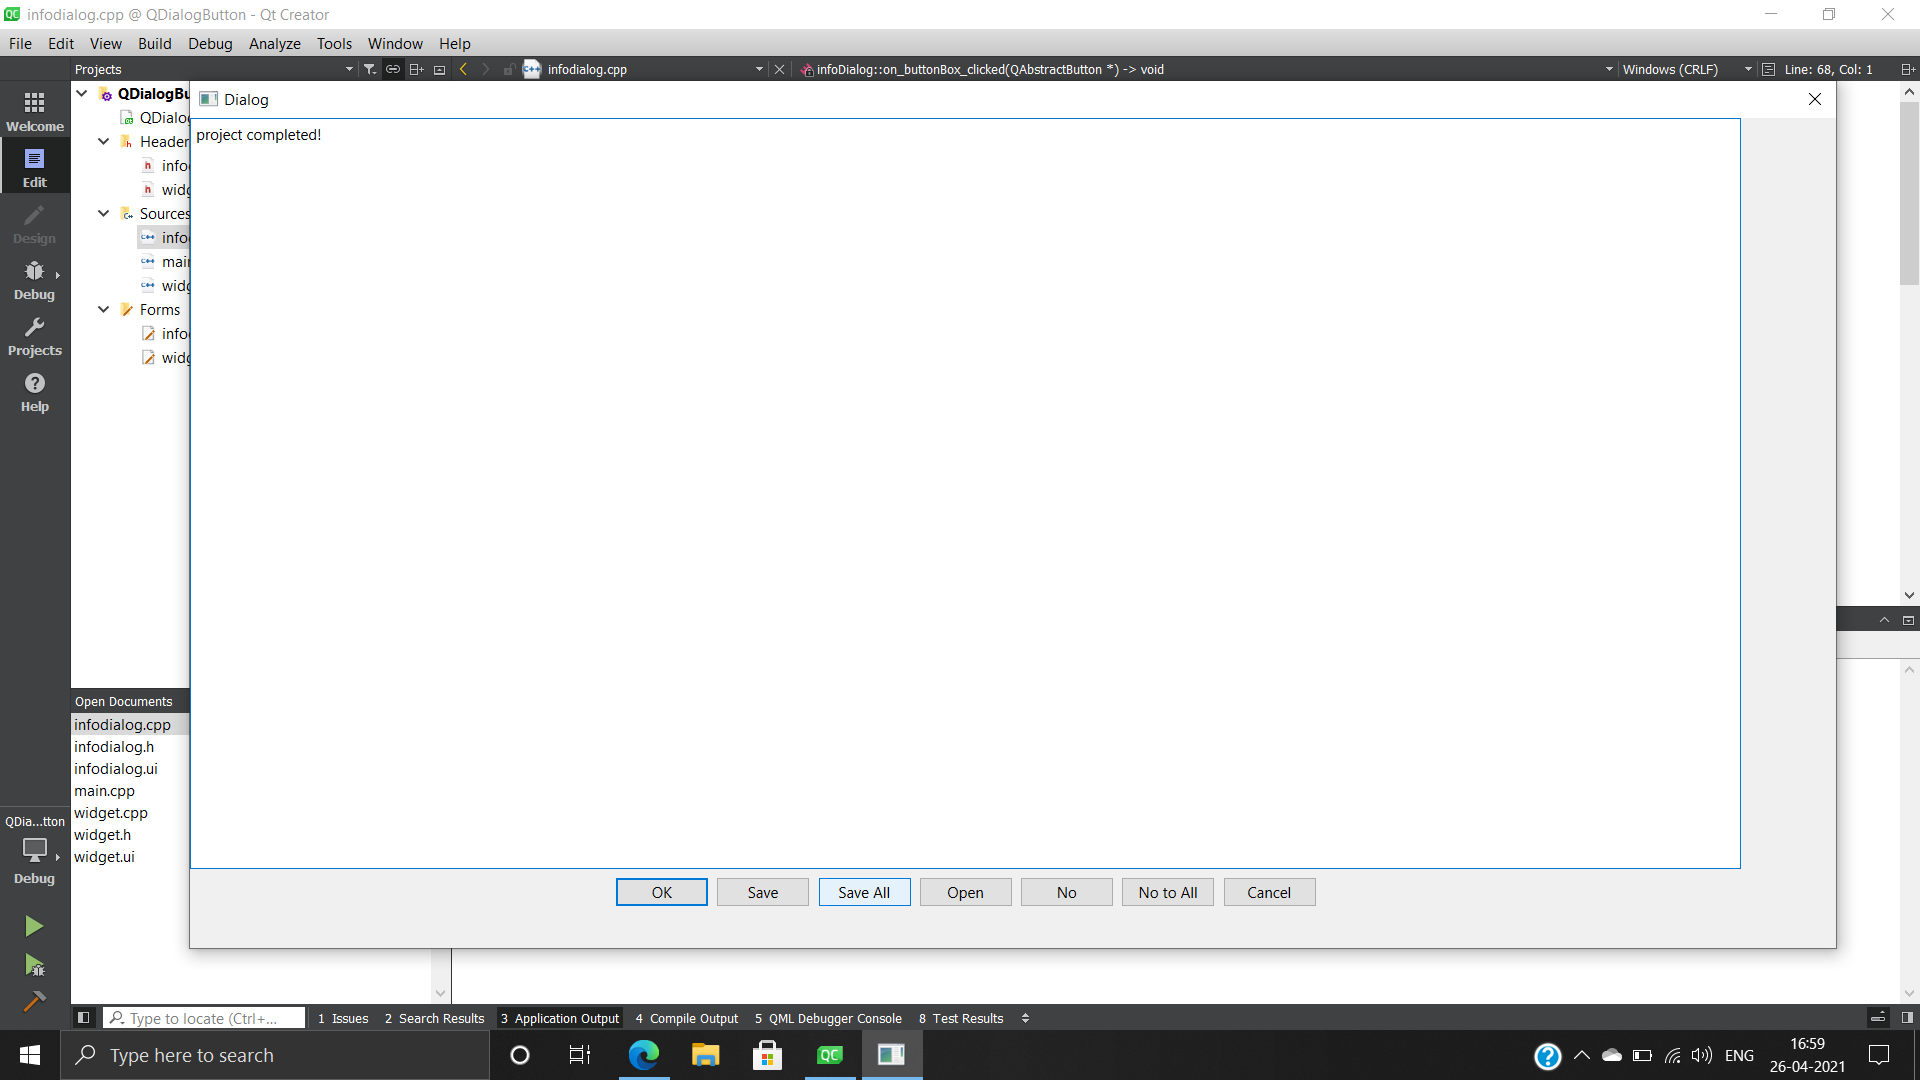 infodialog.cpp @ QDialogButton - Qt Creator
File Edit View Build Debug Analyze Tools Window Help
Projects
infodialog.cpp
infoDialog::on_buttonBox_clicked(QAbstractButton *) -> void
Windows (CRLF)
Line: 68, Col: 1
Welcome
Edit
Design
Debug
Projects
Help
QDialogBu
QDialo
Header
info
widg
Sources
info
main
widg
Forms
info
widg
Dialog
project completed!
OK Save Save All Open No No to All Cancel
Open Documents
infodialog.cpp
infodialog.h
infodialog.ui
main.cpp
widget.cpp
widget.h
widget.ui
QDia...tton
Debug
Type to locate (Ctrl+...
1 Issues 2 Search Results 3 Application Output 4 Compile Output 5 QML Debugger Console 8 Test Results
Type here to search
QC
ENG
16:59
26-04-2021